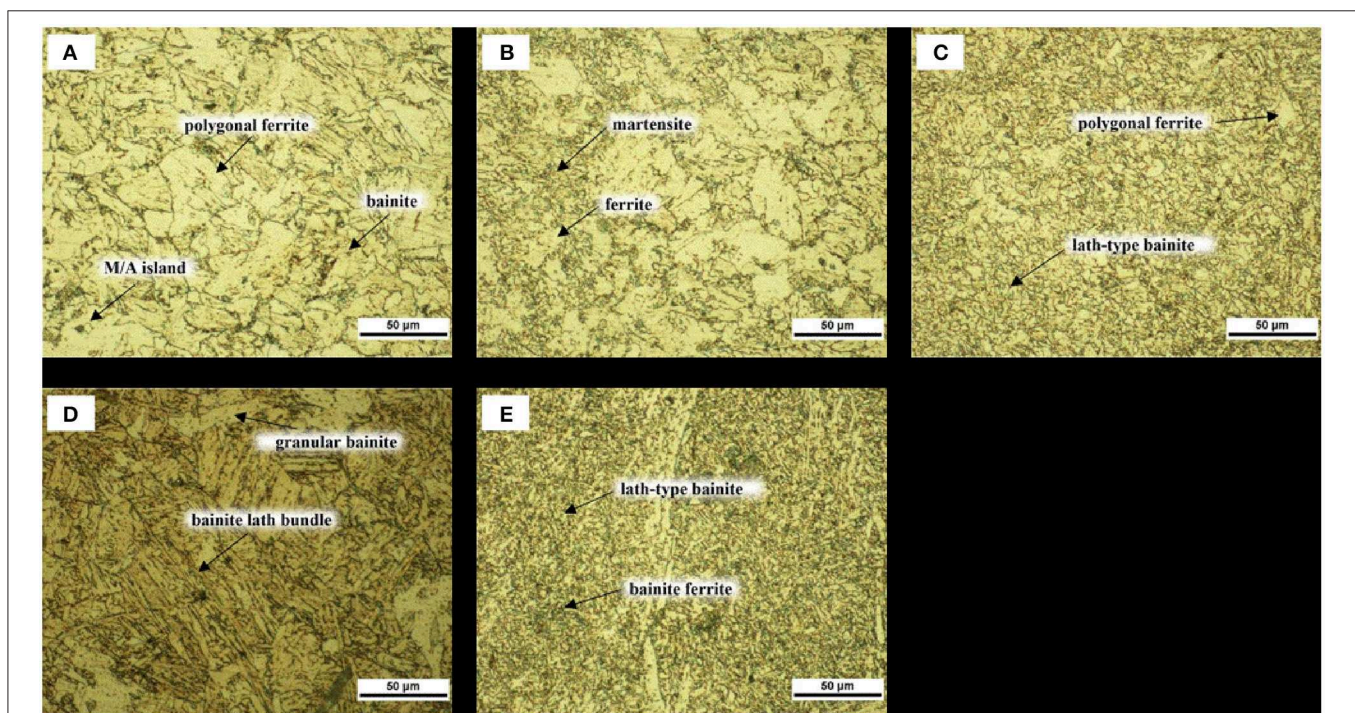 A
polygonal ferrite
bainite
M/A island
50 µm
B
martensite
ferrite
50 µm
C
polygonal ferrite
lath-type bainite
50 µm
D
granular bainite
bainite lath bundle
50 µm
E
lath-type bainite
bainite ferrite
50 µm